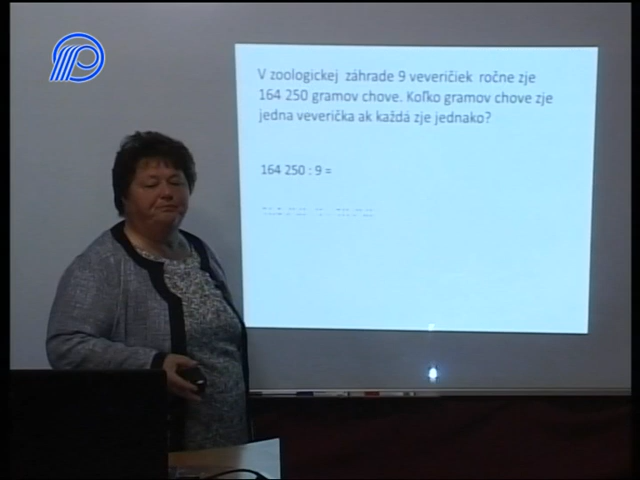 V zoologickej záhrade 9 veveričiek ročne zje
164 250 gramov chove. Koľko gramov chove zje
jedna veverička ak každá zje jednako?
164 250 : 9 =